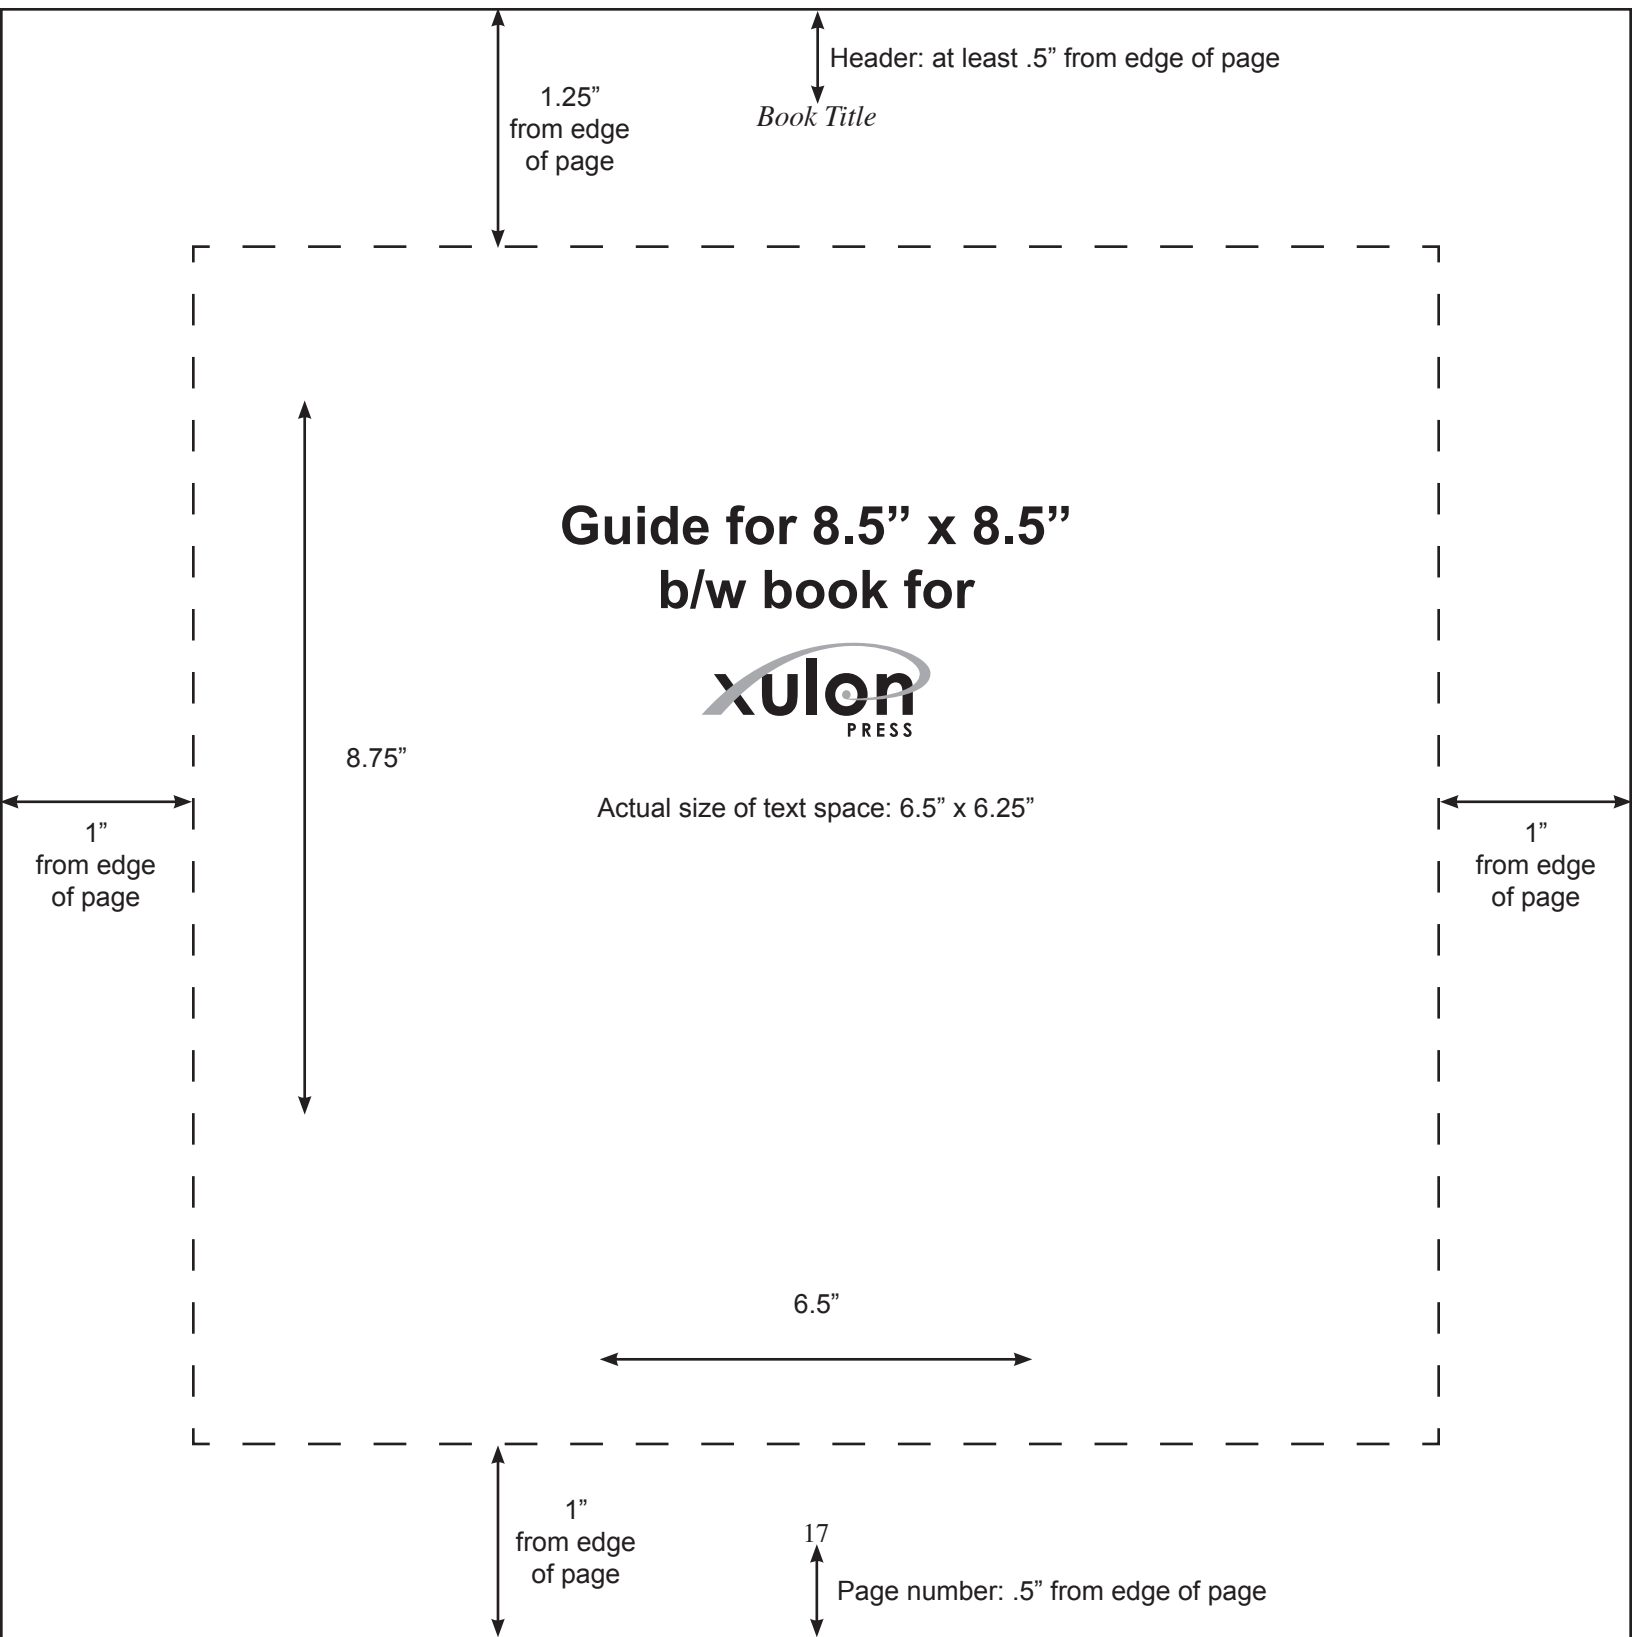 Header: at least .5” from edge of page
1.25”
from edge
of page
Book Title
Guide for 8.5” x 8.5”
b/w book for
xulon
PRESS
8.75”
Actual size of text space: 6.5” x 6.25”
1”
from edge
of page
1”
from edge
of page
6.5”
1”
from edge
of page
17
Page number: .5” from edge of page